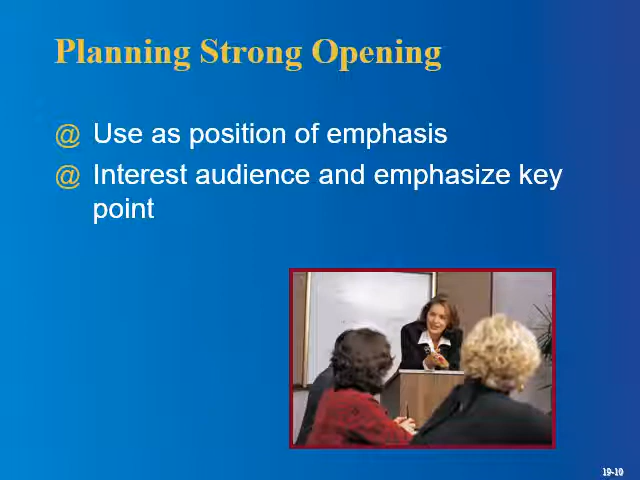 Planning Strong Opening
@ Use as position of emphasis
@ Interest audience and emphasize key
point
19-10